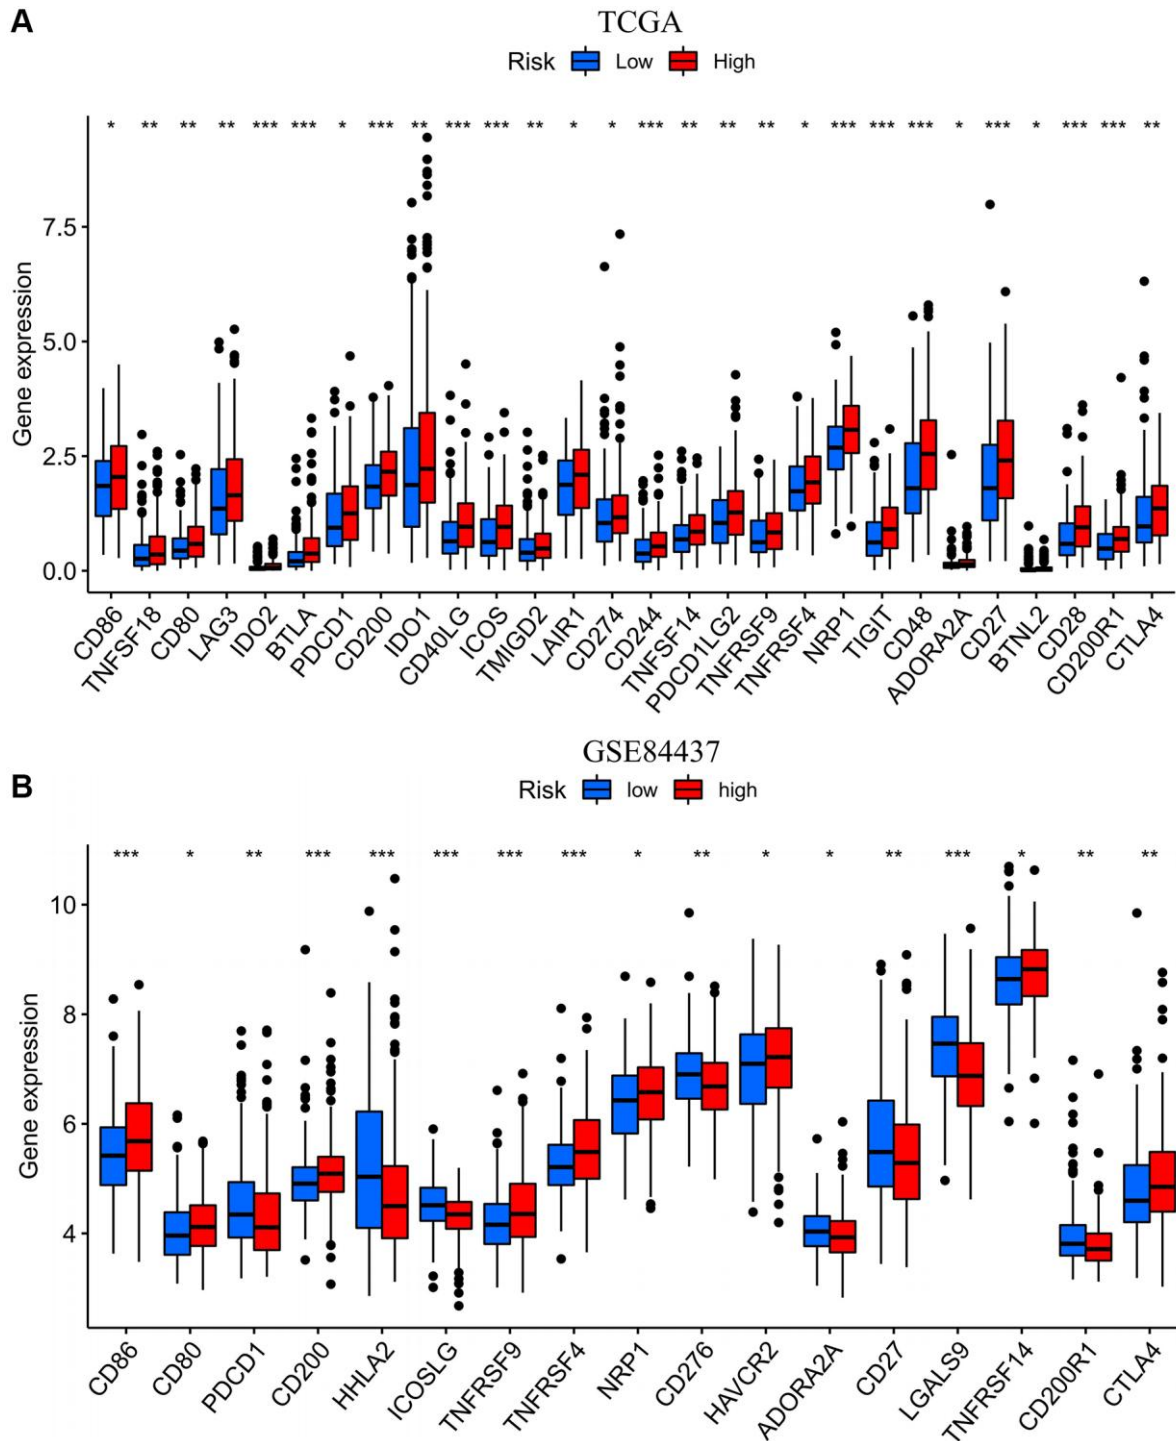 A
TCGA
Risk Low High
* ** ** ** *** *** * *** ** *** *** ** * * *** ** ** ** * *** *** *** * *** * *** *** **
Gene expression
7.5
5.0
2.5
0.0
CD86 TNFSF18 CD80 LAG3 IDO2 BTLA PDCD1 CD200 IDO1 CD40LG ICOS TMIGD2 LAIR1 CD274 CD244 TNFSF14 PDCD1LG2 TNFRSF9 TNFRSF4 NRP1 TIGIT CD48 ADORA2A CD27 BTNL2 CD28 CD200R1 CTLA4
GSE84437
B
Risk low high
*** * ** *** *** *** *** *** * ** * * ** *** * ** **
Gene expression
10
8
6
4
CD86 CD80 PDCD1 CD200 HHLA2 ICOSLG TNFRSF9 TNFRSF4 NRP1 CD276 HAVCR2 ADORA2A CD27 LGALS9 TNFRSF14 CD200R1 CTLA4